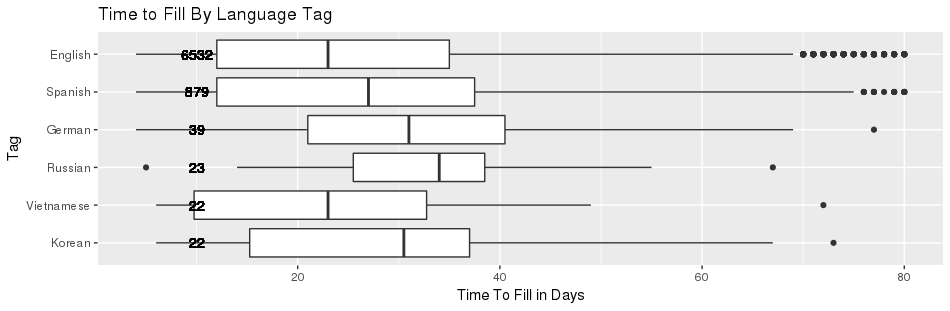 Time to Fill By Language Tag
English 6532
Spanish 879
German 39
Russian 23
Vietnamese 22
Korean 22
Tag
20 40 60 80
Time To Fill in Days